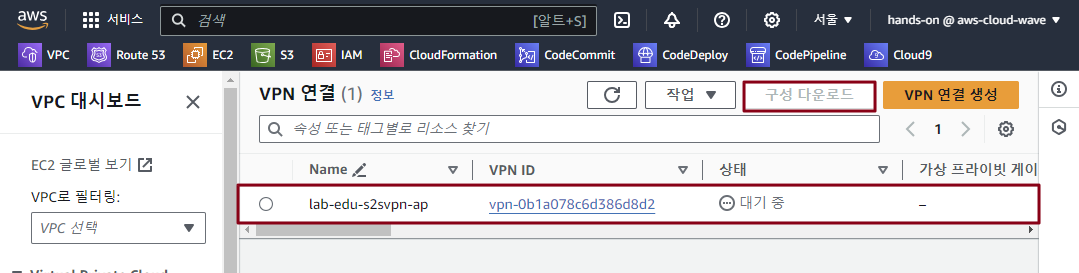 aws 서비스 검색 [알트+S] 서울 hands-on @ aws-cloud-wave
VPC Route 53 EC2 S3 IAM CloudFormation CodeCommit CodeDeploy CodePipeline Cloud9
VPC 대시보드
EC2 글로벌 보기
VPC로 필터링:
VPC 선택
VPN 연결 (1) 정보 작업 구성 다운로드 VPN 연결 생성
속성 또는 태그별로 리소스 찾기 1
Name VPN ID 상태 가상 프라이빗 게이
lab-edu-s2svpn-ap vpn-0b1a078c6d386d8d2 대기 중 –